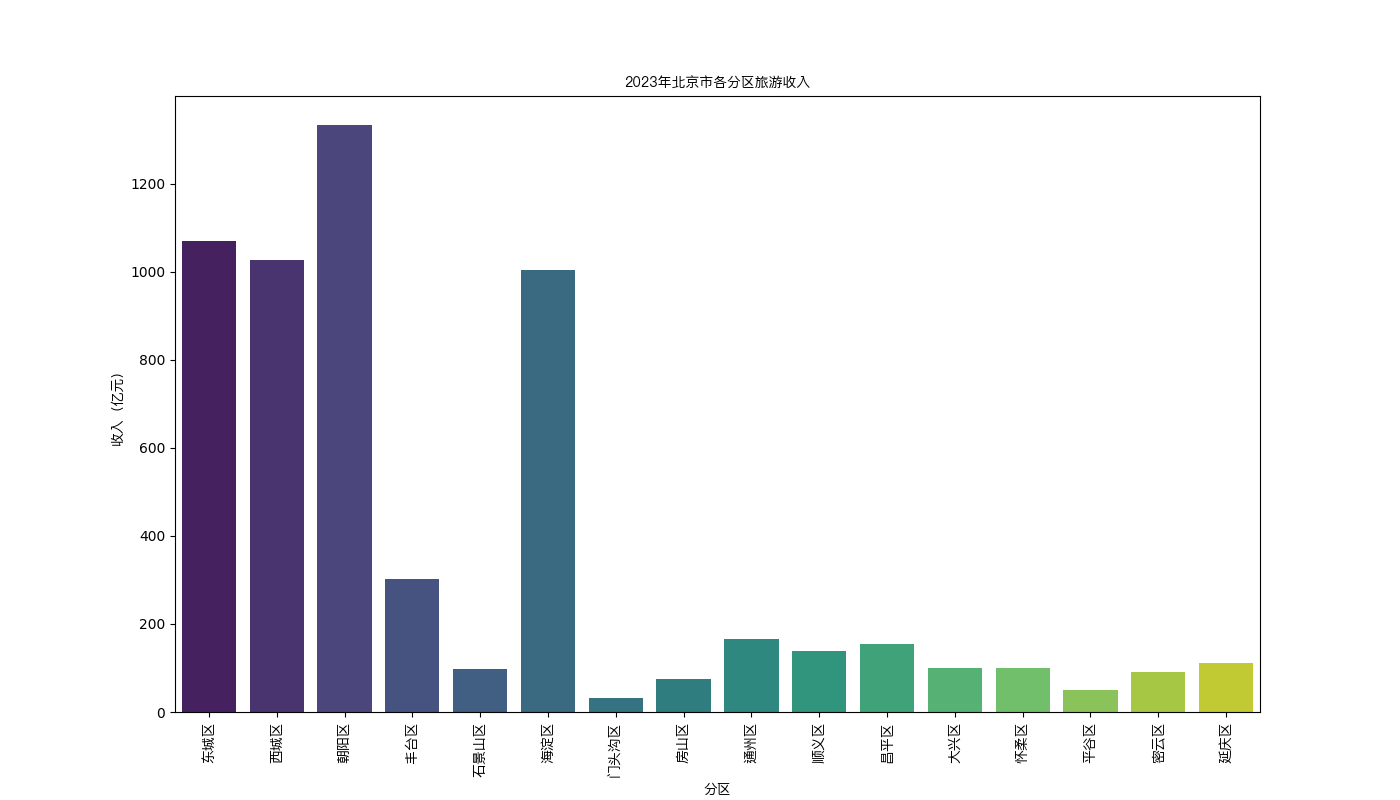 2023年北京市各分区旅游收入
收入（亿元）
1200
1000
800
600
400
200
0
东城区
西城区
朝阳区
丰台区
石景山区
海淀区
门头沟区
房山区
通州区
顺义区
昌平区
大兴区
怀柔区
平谷区
密云区
延庆区
分区